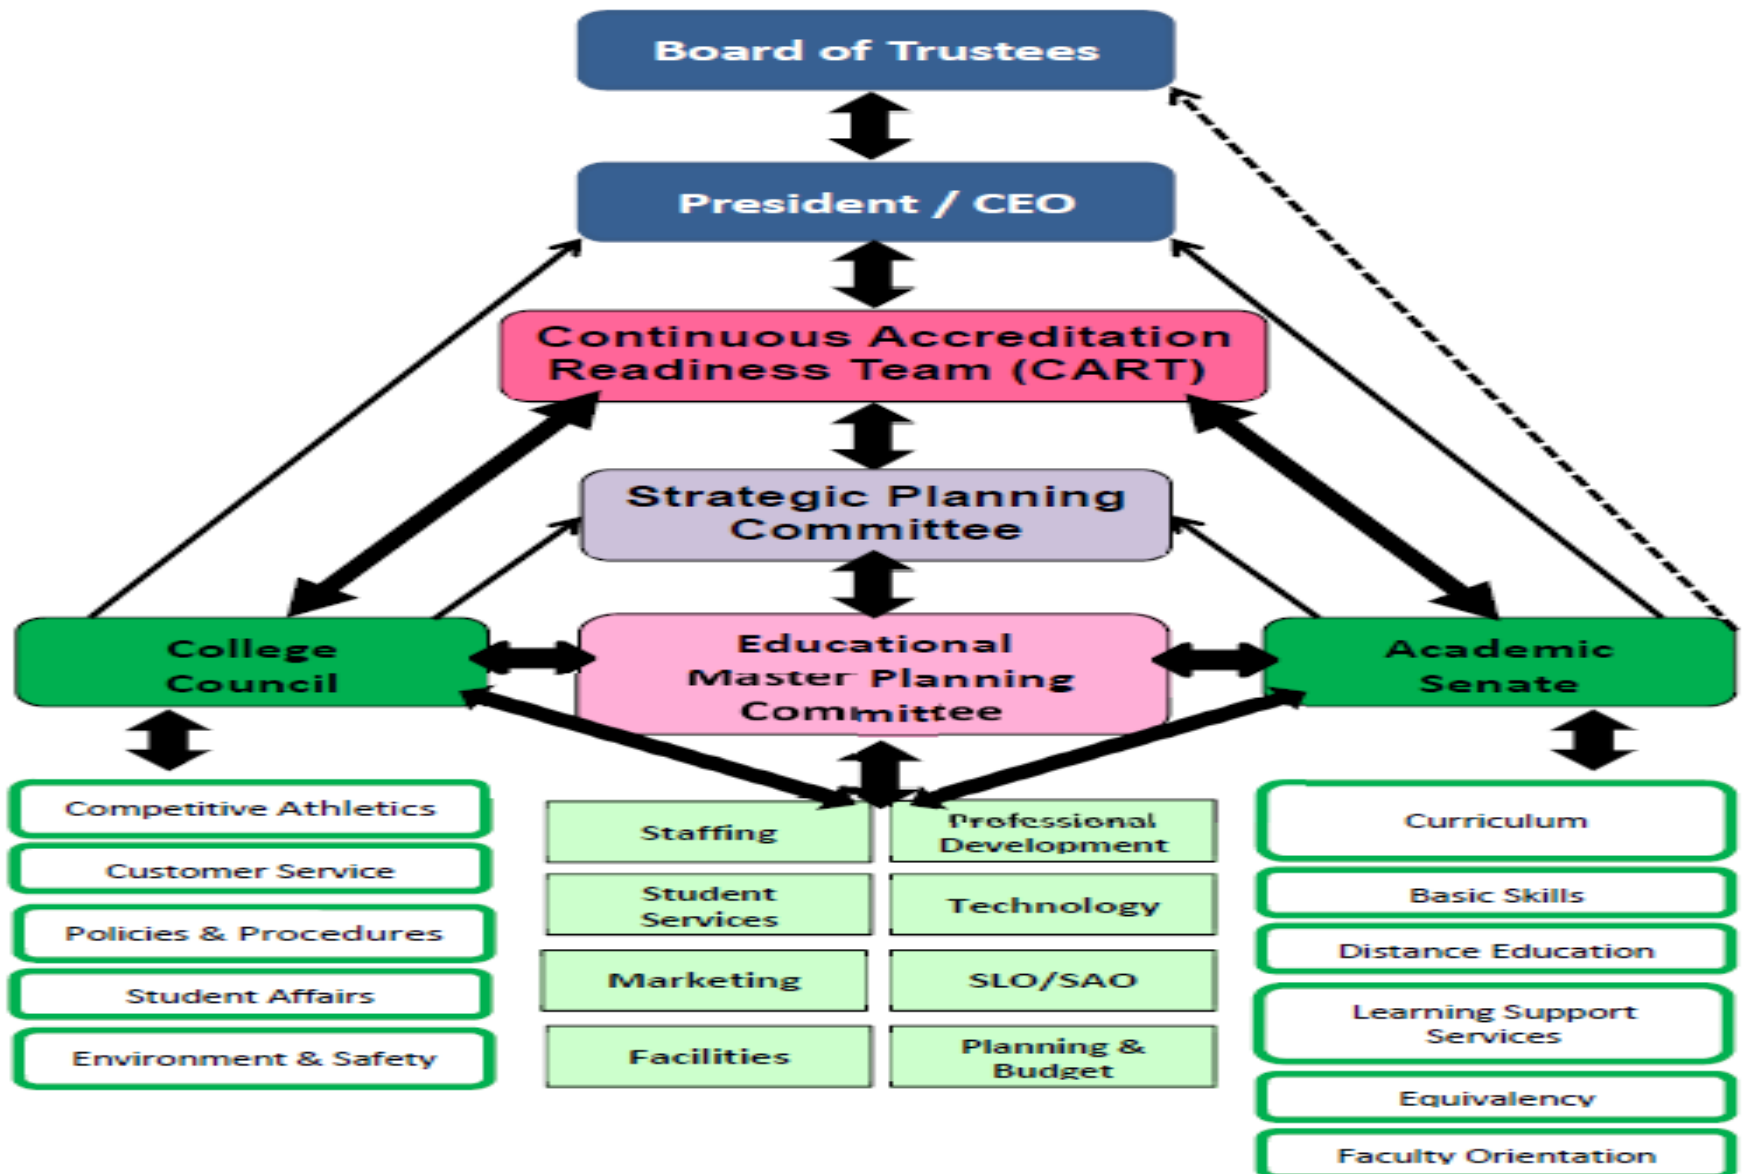 Board of Trustees
President / CEO
Continuous Accreditation
Readiness Team (CART)
Strategic Planning
Committee
College
Council
Educational
Master Planning
Committee
Academic
Senate
Competitive Athletics
Customer Service
Policies & Procedures
Student Affairs
Environment & Safety
Staffing
Professional
Development
Student
Services
Technology
Marketing
SLO/SAO
Facilities
Planning &
Budget
Curriculum
Basic Skills
Distance Education
Learning Support
Services
Equivalency
Faculty Orientation